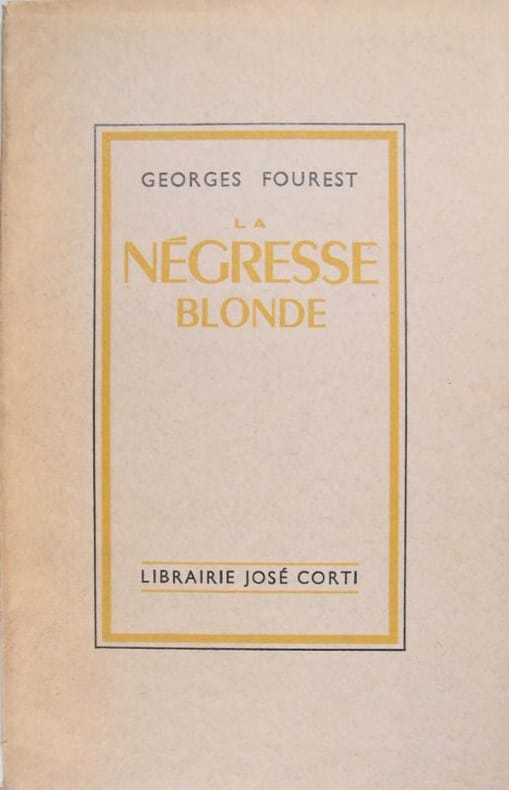 GEORGES FOUREST
LA
NÉGRESSE
BLONDE
LIBRAIRIE JOSÉ CORTI